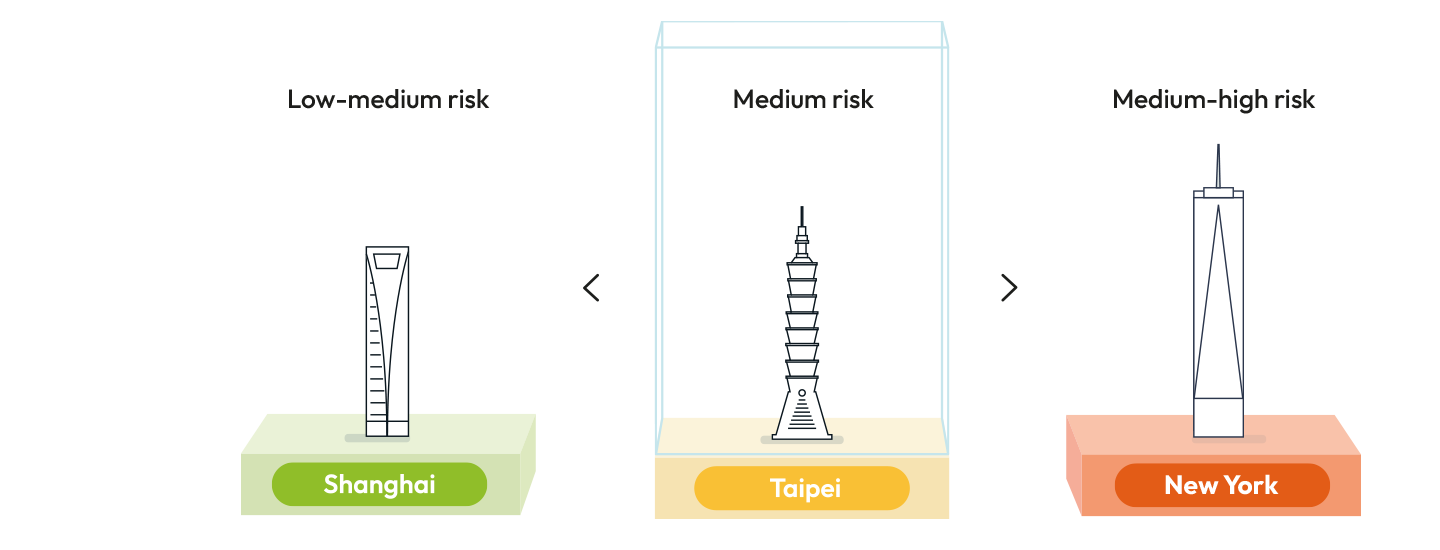 Low-medium risk
Medium risk
Medium-high risk
Shanghai
Taipei
New York